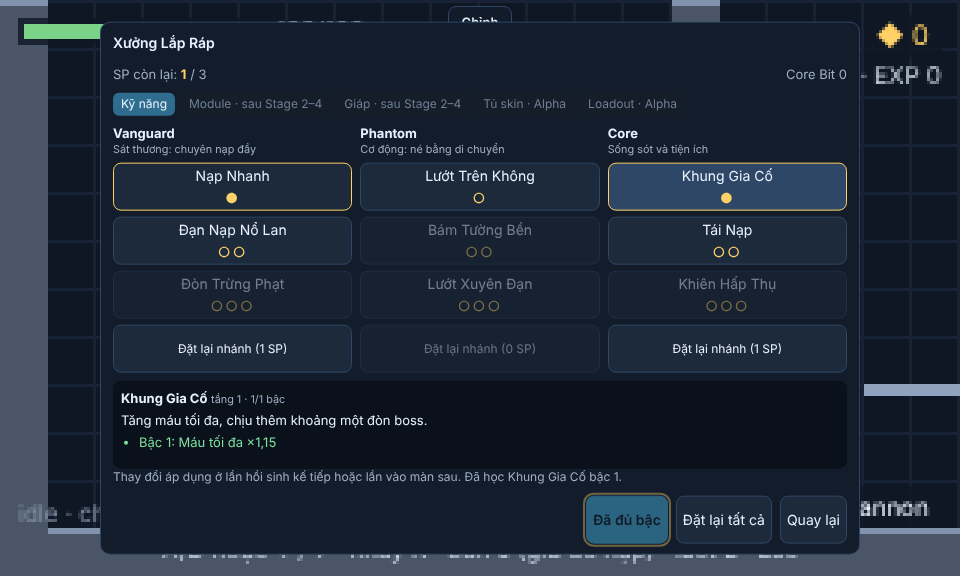 Chỉnh
0
EXP 0
Xưởng Lắp Ráp
SP còn lại: 1 / 3
Core Bit 0
Kỹ năng
Module · sau Stage 2–4
Giáp · sau Stage 2–4
Tủ skin · Alpha
Loadout · Alpha
Vanguard
Sát thương: chuyên nạp đầy
Phantom
Cơ động: né bằng di chuyển
Core
Sống sót và tiện ích
Nạp Nhanh
Lướt Trên Không
Khung Gia Cố
Đạn Nạp Nổ Lan
Bám Tường Bền
Tái Nạp
Đòn Trừng Phạt
Lướt Xuyên Đạn
Khiên Hấp Thụ
Đặt lại nhánh (1 SP)
Đặt lại nhánh (0 SP)
Đặt lại nhánh (1 SP)
Khung Gia Cố tầng 1 · 1/1 bậc
Tăng máu tối đa, chịu thêm khoảng một đòn boss.
• Bậc 1: Máu tối đa ×1,15
Thay đổi áp dụng ở lần hồi sinh kế tiếp hoặc lần vào màn sau. Đã học Khung Gia Cố bậc 1.
idle
Đã đủ bậc
Đặt lại tất cả
Quay lại